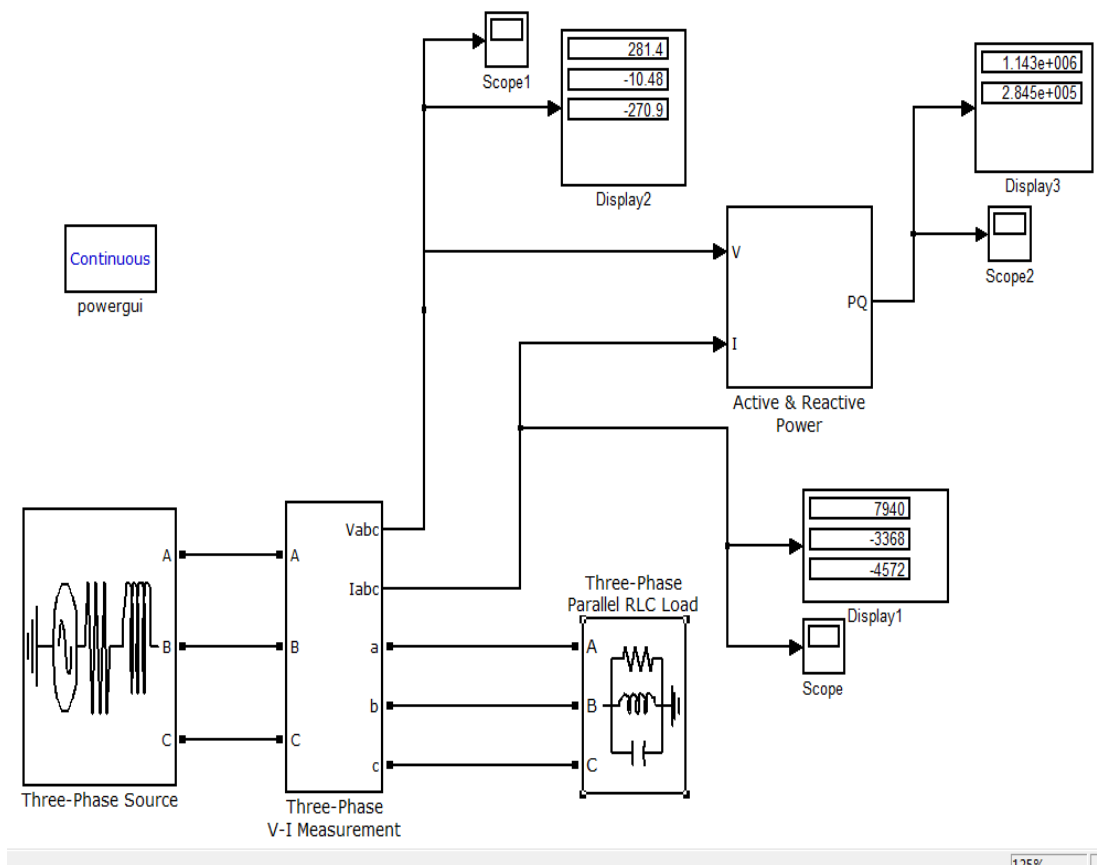 Scope1
281.4
-10.48
-270.9
Display2
1.143e+006
2.845e+005
Display3
Scope2
Continuous
powergui
V
I
PQ
Active & Reactive
Power
7940
-3368
-4572
Display1
Scope
A
B
C
Three-Phase Source
A
B
C
Vabc
Iabc
a
b
c
Three-Phase
V-I Measurement
Three-Phase
Parallel RLC Load
A
B
C
125%